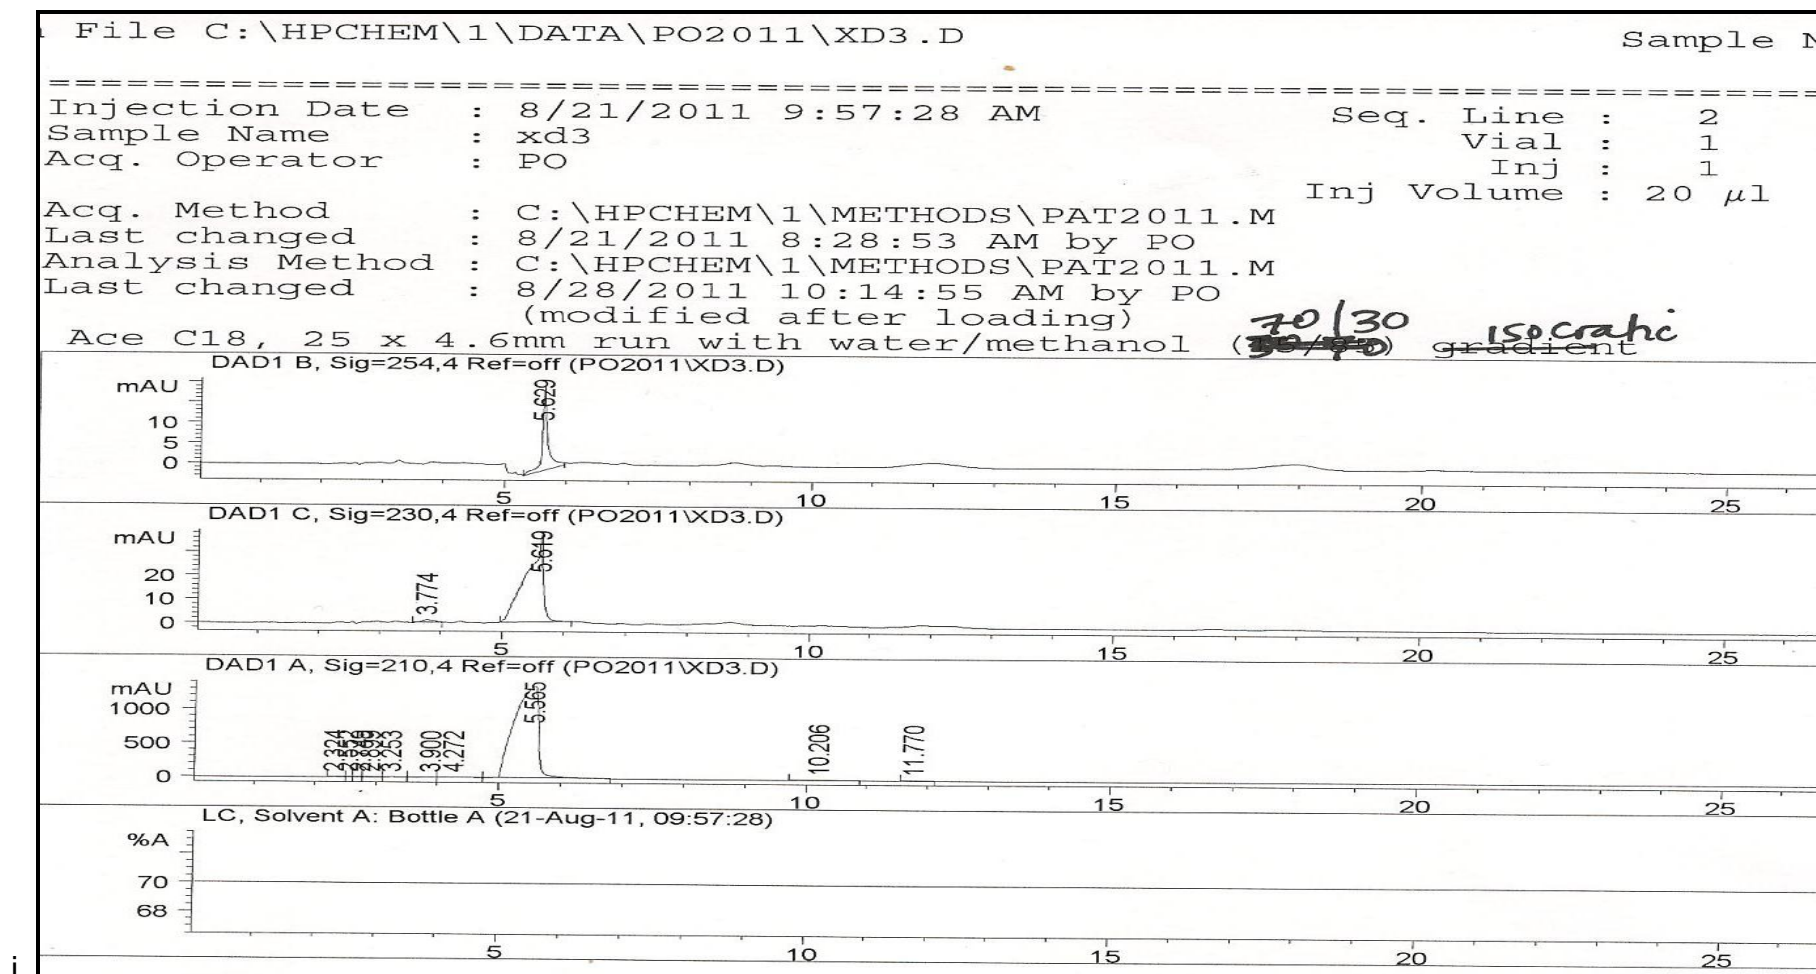 File C:\HPCHEM\1\DATA\PO2011\XD3.D Sample N
==========================================================================
Injection Date : 8/21/2011 9:57:28 AM Seq. Line : 2
Sample Name : xd3 Vial : 1
Acq. Operator : PO Inj : 1
Inj Volume : 20 µl
Acq. Method : C:\HPCHEM\1\METHODS\PAT2011.M
Last changed : 8/21/2011 8:28:53 AM by PO
Analysis Method : C:\HPCHEM\1\METHODS\PAT2011.M
Last changed : 8/28/2011 10:14:55 AM by PO
(modified after loading)
70/30 isocratic
Ace C18, 25 x 4.6mm run with water/methanol ( ) gradient
DAD1 B, Sig=254,4 Ref=off (PO2011\XD3.D)
mAU
5.629
10
5
0
5 10 15 20 25
DAD1 C, Sig=230,4 Ref=off (PO2011\XD3.D)
mAU
5.619
20
10
0
3.774
5 10 15 20 25
DAD1 A, Sig=210,4 Ref=off (PO2011\XD3.D)
mAU
1000
500
0
2.324
3.253
3.900
4.272
5.565
10.206
11.770
5 10 15 20 25
LC, Solvent A: Bottle A (21-Aug-11, 09:57:28)
%A
70
68
5 10 15 20 25
i